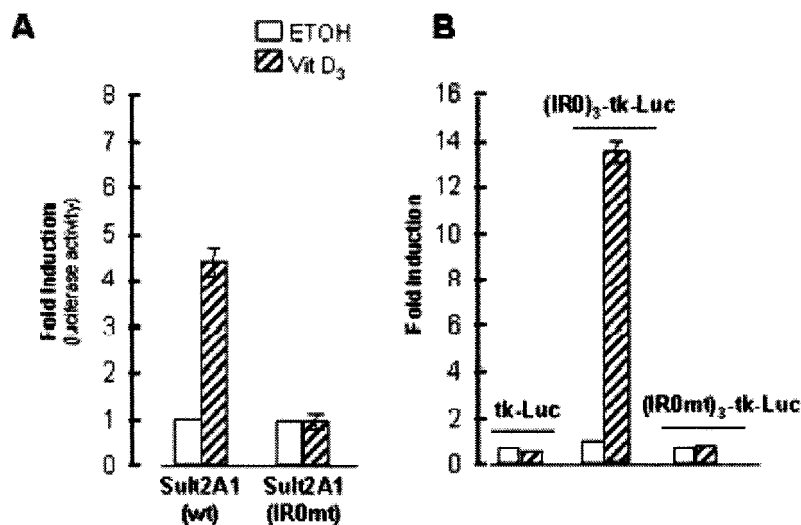 A
ETOH
Vit D₃
Fold Induction
(luciferase activity)
8
7
6
5
4
3
2
1
0
Sult2A1
(wt)
Sult2A1
(IR0mt)
B
(IR0)₃-tk-Luc
Fold Induction
16
14
12
10
8
6
4
2
0
tk-Luc
(IR0mt)₃-tk-Luc